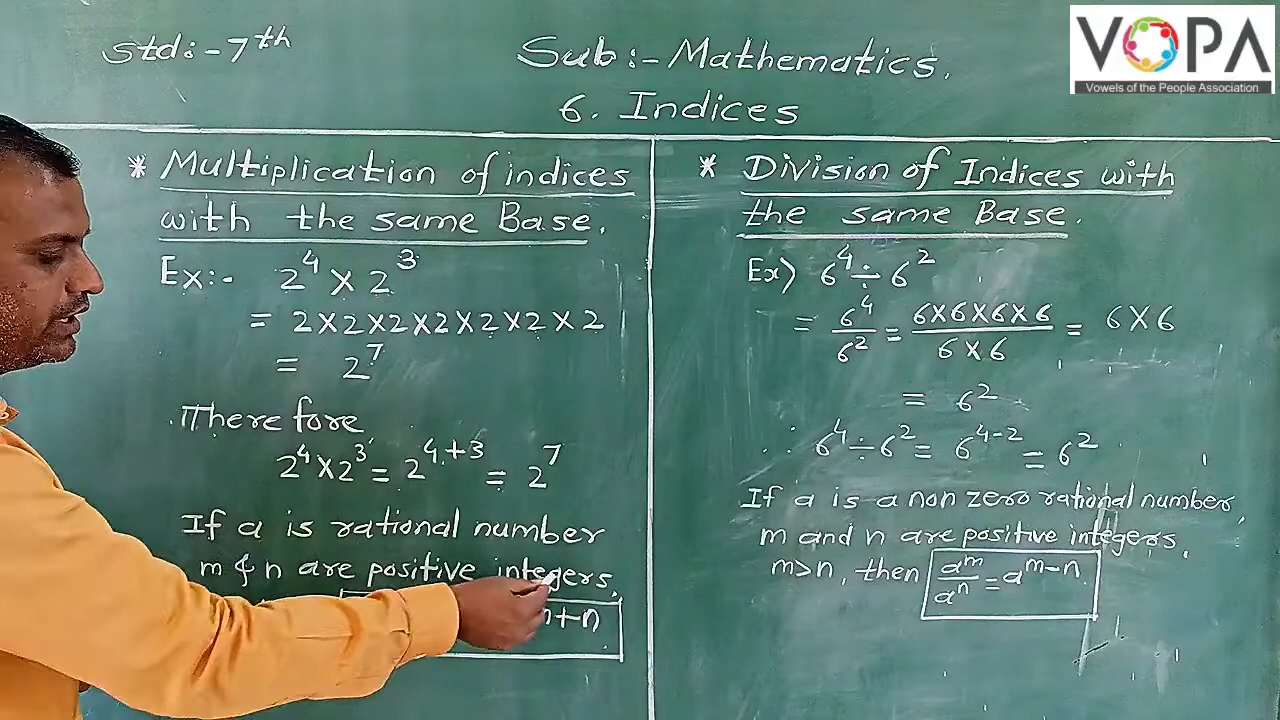 Std:- 7th
Sub:- Mathematics.
6. Indices
VOPA
Vowels of the People Association
* Multiplication of indices
with the same Base.
Ex:- 2⁴ × 2³
= 2×2×2×2×2×2×2
= 2⁷
Therefore
2⁴×2³ = 2⁴⁺³ = 2⁷
If a is rational number
m & n are positive integers.
+n
* Division of Indices with
the same Base.
Ex) 6⁴ ÷ 6²
= 6⁴/6² = 6×6×6×6/6×6 = 6×6
= 6²
∴ 6⁴÷6² = 6⁴⁻² = 6²
If a is a non zero rational number,
m and n are positive integers.
m>n, then aᵐ/aⁿ = aᵐ⁻ⁿ